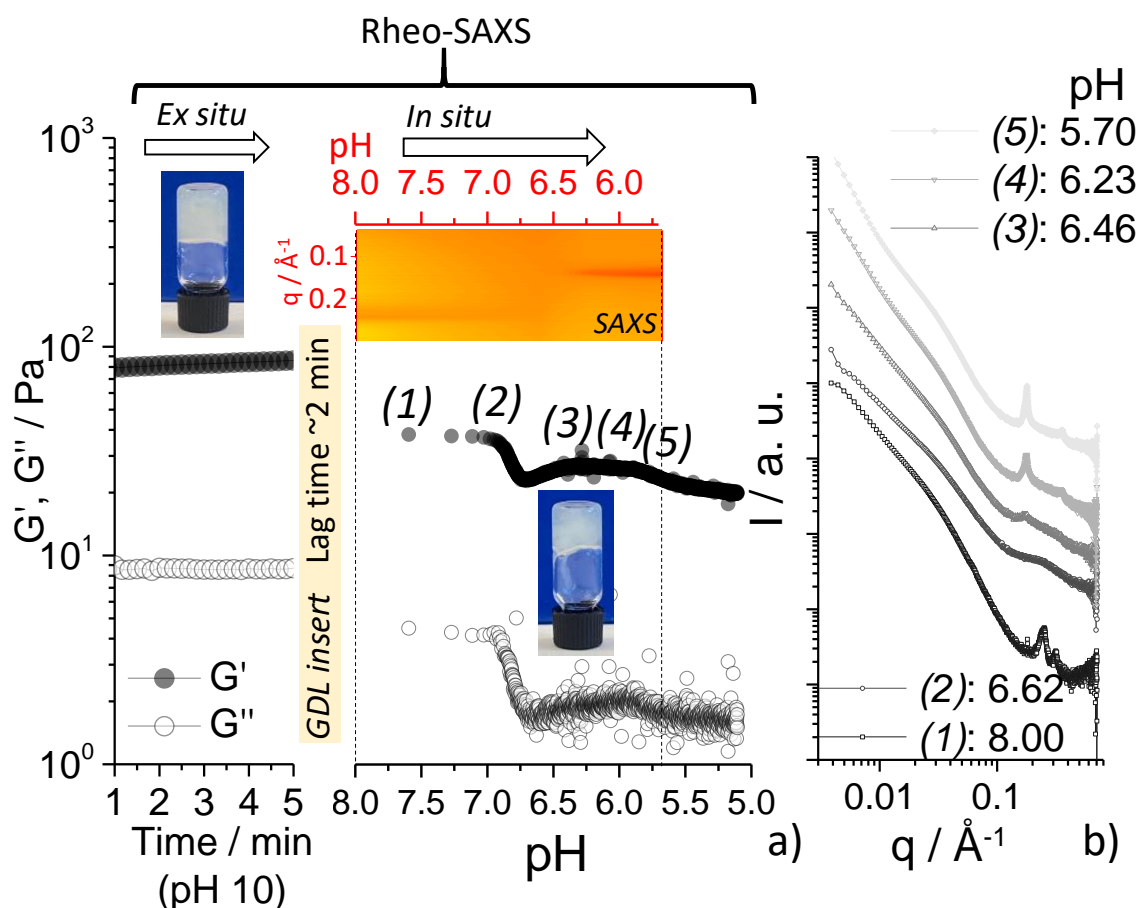 Rheo-SAXS
Ex situ
In situ
pH
8.0 7.5 7.0 6.5 6.0
q / Å⁻¹
0.1
0.2
SAXS
10³
10²
10¹
10⁰
G', G'' / Pa
GDL insert Lag time ~2 min
(1) (2) (3) (4) (5)
G'
G''
1 2 3 4 5
Time / min
(pH 10)
8.0 7.5 7.0 6.5 6.0 5.5 5.0
pH
a)
pH
(5): 5.70
(4): 6.23
(3): 6.46
I / a. u.
(2): 6.62
(1): 8.00
0.01 0.1
q / Å⁻¹
b)